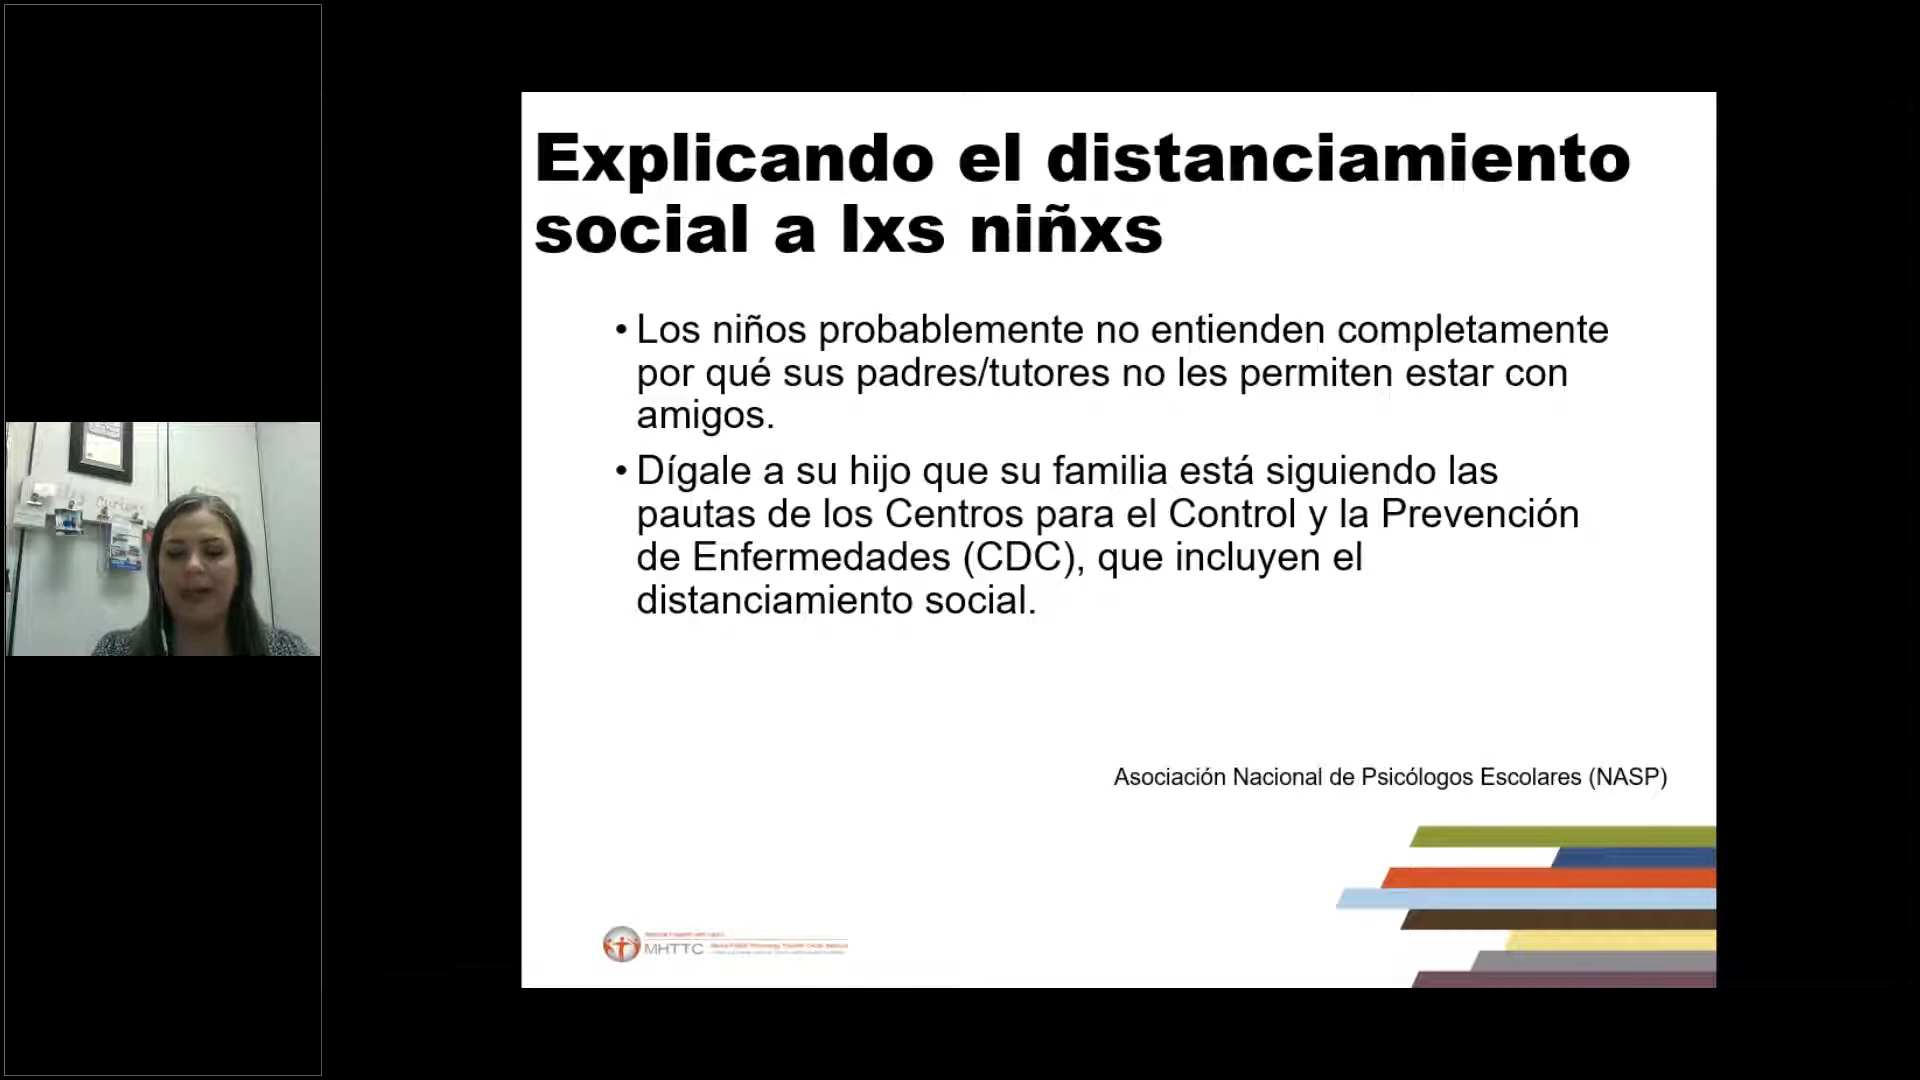 Explicando el distanciamiento
social a lxs niñxs
• Los niños probablemente no entienden completamente
por qué sus padres/tutores no les permiten estar con
amigos.
• Dígale a su hijo que su familia está siguiendo las
pautas de los Centros para el Control y la Prevención
de Enfermedades (CDC), que incluyen el
distanciamiento social.
Asociación Nacional de Psicólogos Escolares (NASP)
MHTTC